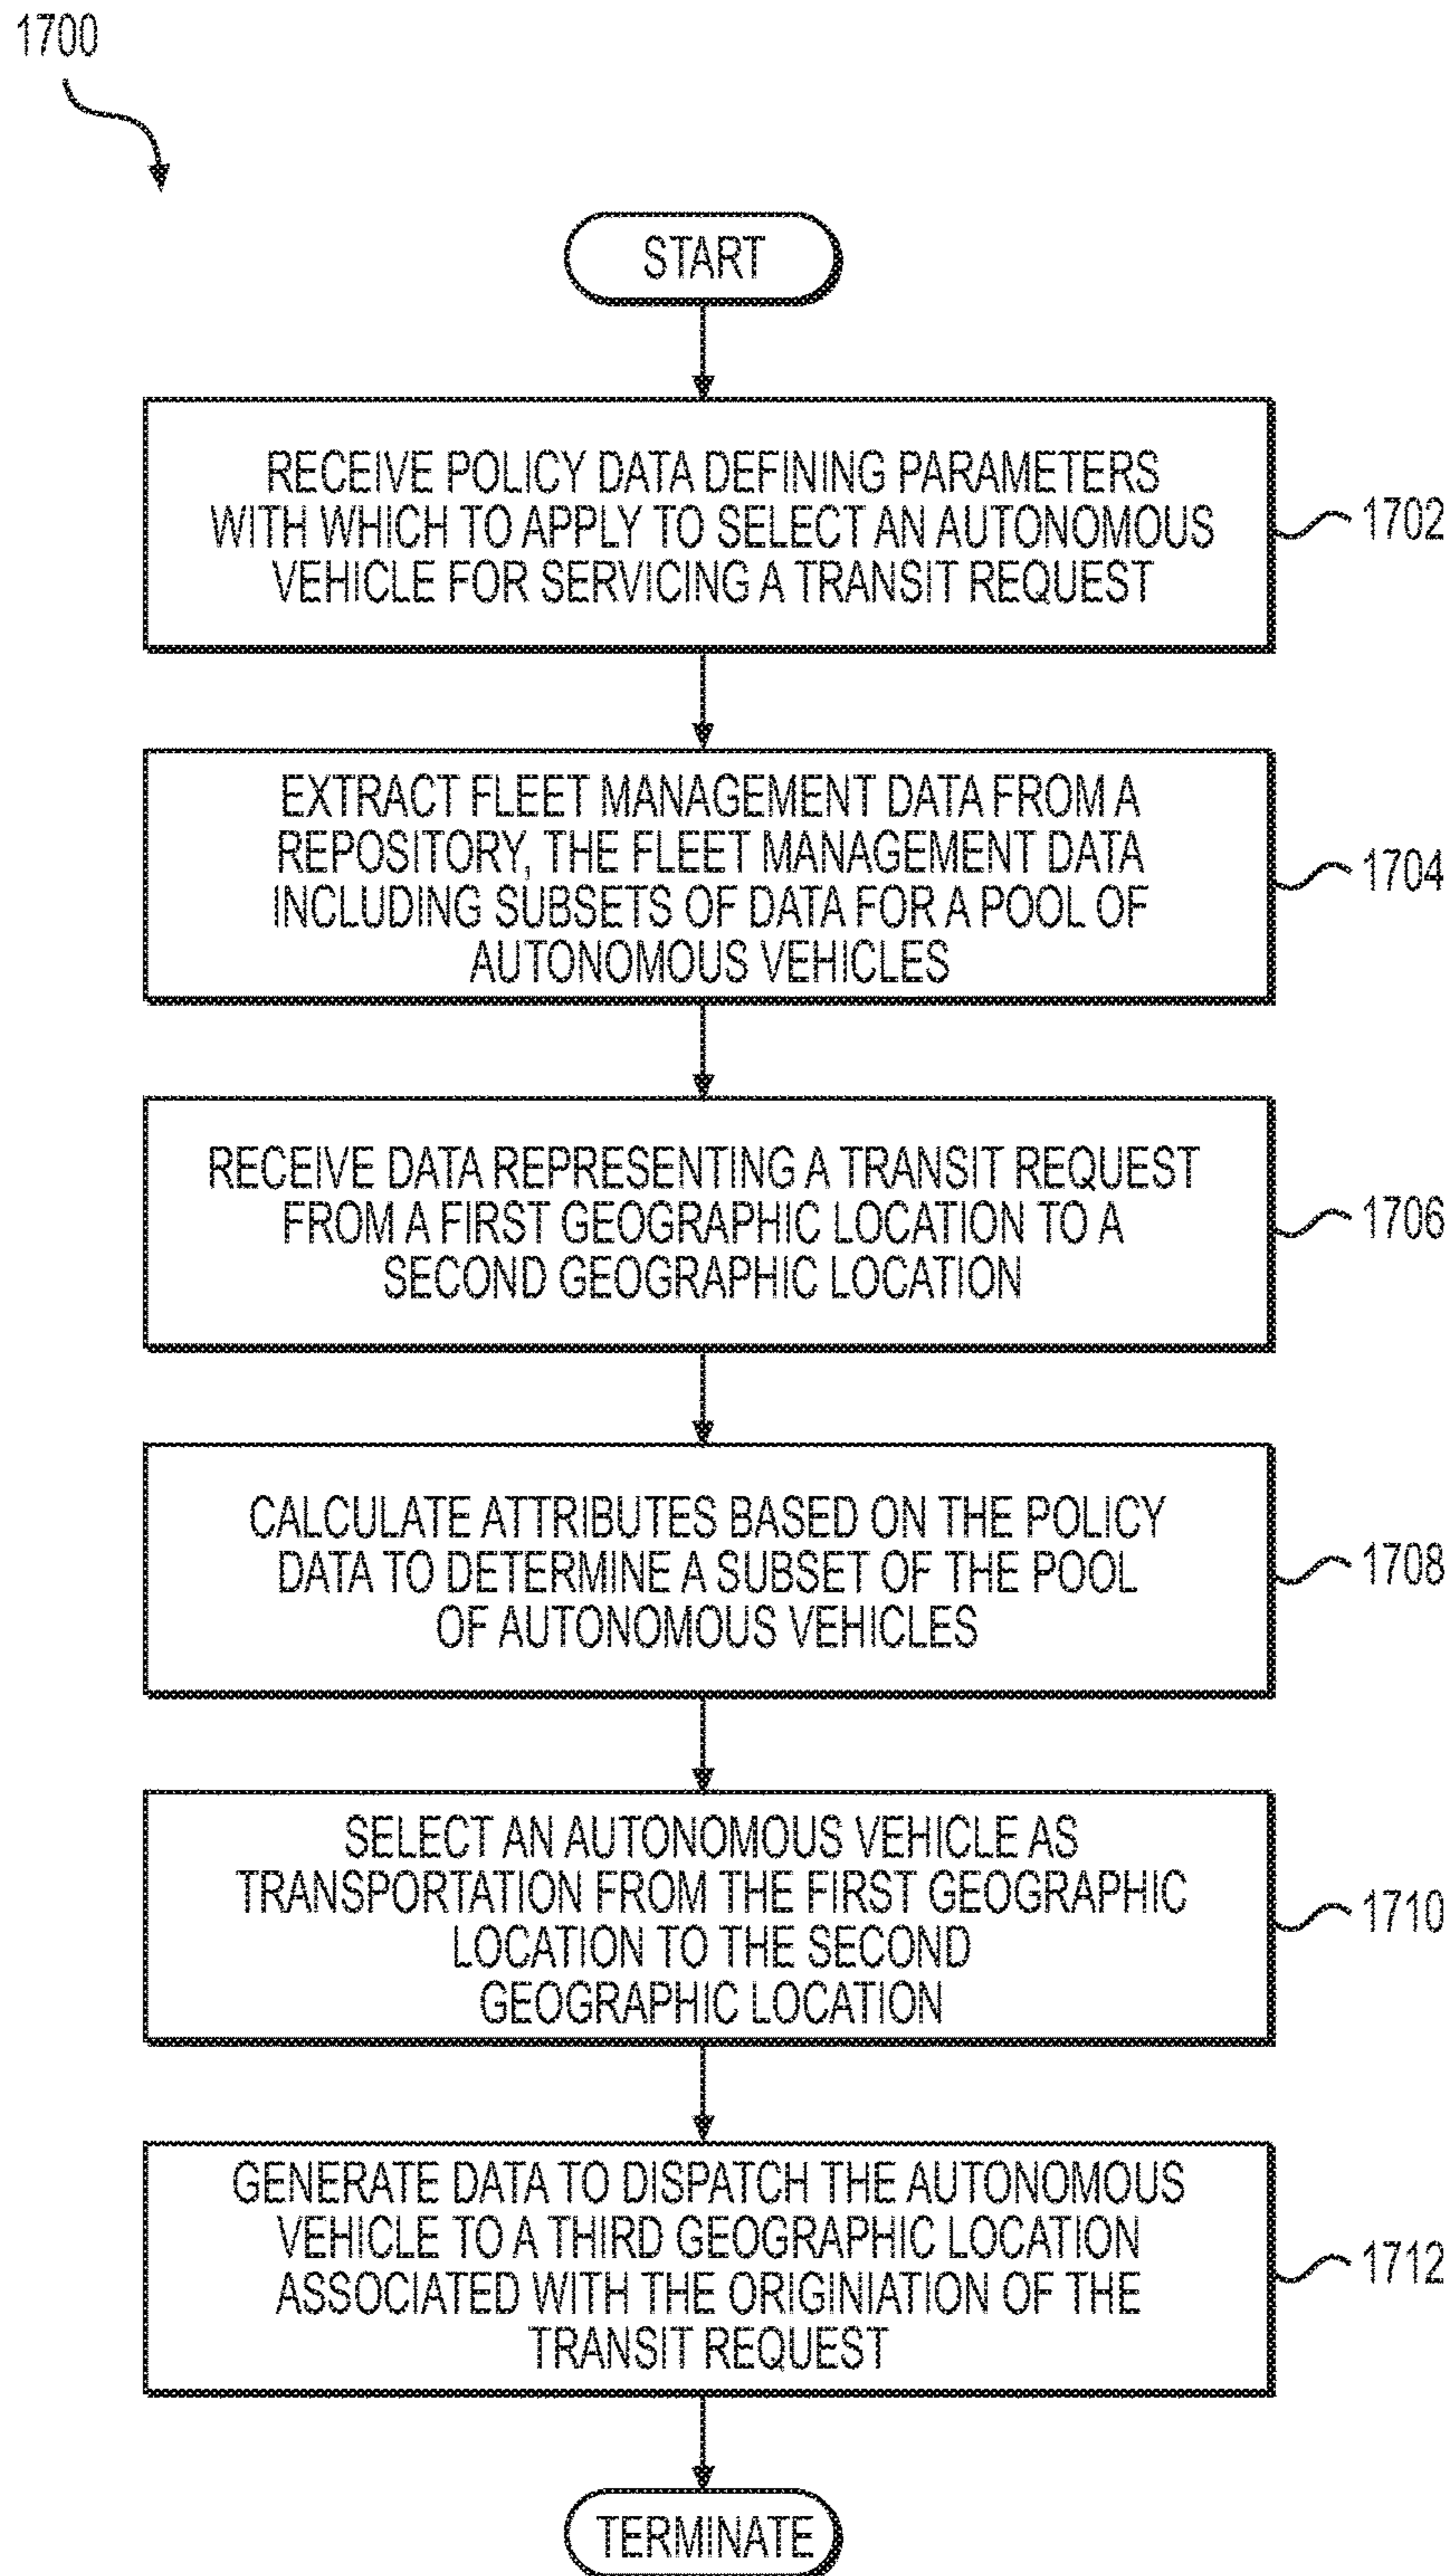 1700
START
RECEIVE POLICY DATA DEFINING PARAMETERS
WITH WHICH TO APPLY TO SELECT AN AUTONOMOUS
VEHICLE FOR SERVICING A TRANSIT REQUEST
1702
EXTRACT FLEET MANAGEMENT DATA FROM A
REPOSITORY, THE FLEET MANAGEMENT DATA
INCLUDING SUBSETS OF DATA FOR A POOL OF
AUTONOMOUS VEHICLES
1704
RECEIVE DATA REPRESENTING A TRANSIT REQUEST
FROM A FIRST GEOGRAPHIC LOCATION TO A
SECOND GEOGRAPHIC LOCATION
1706
CALCULATE ATTRIBUTES BASED ON THE POLICY
DATA TO DETERMINE A SUBSET OF THE POOL
OF AUTONOMOUS VEHICLES
1708
SELECT AN AUTONOMOUS VEHICLE AS
TRANSPORTATION FROM THE FIRST GEOGRAPHIC
LOCATION TO THE SECOND
GEOGRAPHIC LOCATION
1710
GENERATE DATA TO DISPATCH THE AUTONOMOUS
VEHICLE TO A THIRD GEOGRAPHIC LOCATION
ASSOCIATED WITH THE ORIGINIATION OF THE
TRANSIT REQUEST
1712
TERMINATE